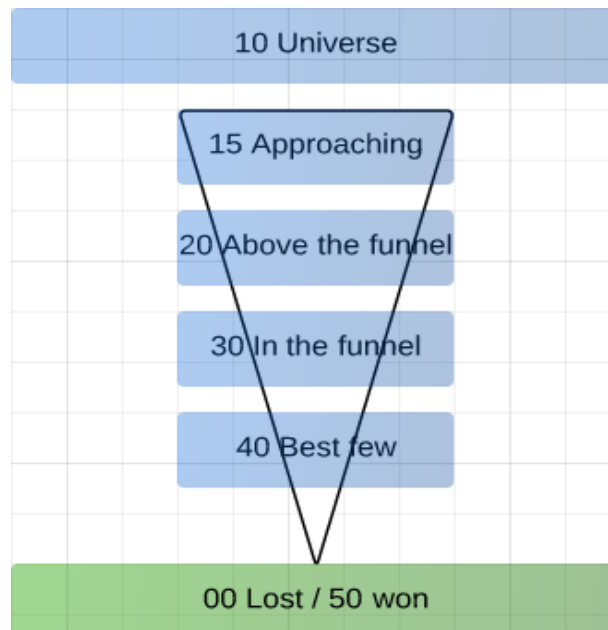 10 Universe
15 Approaching
20 Above the funnel
30 In the funnel
40 Best few
00 Lost / 50 won